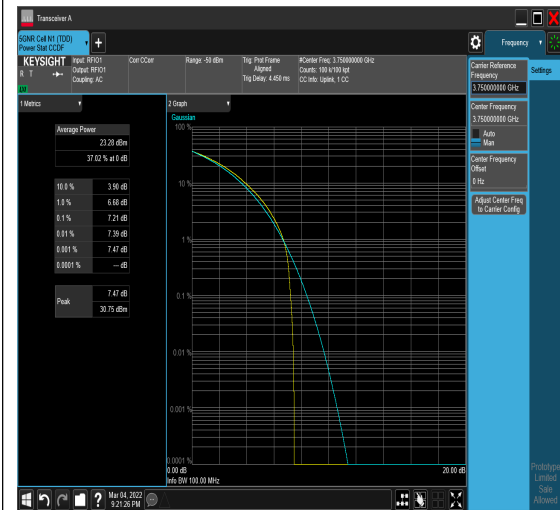 Transceiver A
5GNR Cell N1 (TDD)
Power Stat CCDF
+
Frequency
KEYSIGHT
R T
Input: RFIO1
Output: RFIO1
Coupling: AC
Corr CCorr
Range: -50 dBm
Trig: Prot Frame
Aligned
Trig Delay: 4.450 ms
#Center Freq: 3.750000000 GHz
Counts: 100 k/100 kpt
CC Info: Uplink, 1 CC
1 Metrics
Average Power
23.28 dBm
37.02 % at 0 dB
10.0 % 3.90 dB
1.0 % 6.68 dB
0.1 % 7.21 dB
0.01 % 7.39 dB
0.001 % 7.47 dB
0.0001 % --- dB
Peak
7.47 dB
30.75 dBm
2 Graph
Gaussian
100 %
10 %
1 %
0.1 %
0.01 %
0.001 %
0.0001 %
0.00 dB
20.00 dB
Info BW 100.00 MHz
Carrier Reference
Frequency
3.750000000 GHz
Settings
Center Frequency
3.750000000 GHz
Auto
Man
Center Frequency
Offset
0 Hz
Adjust Center Freq
to Carrier Config
Prototype
Limited
Sale
Allowed
?
Mar 04, 2022
9:21:26 PM